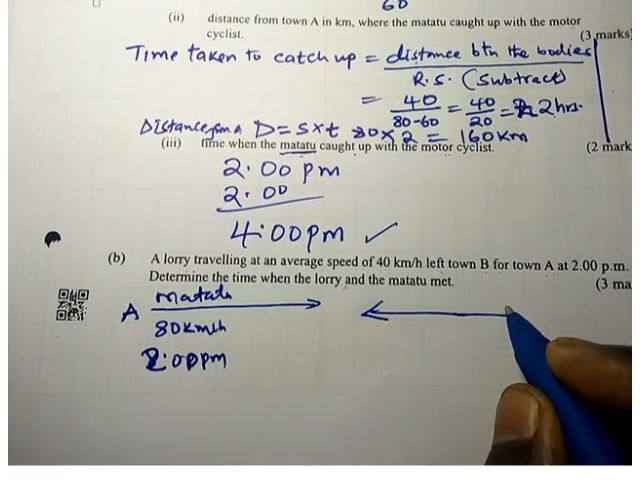 60
(ii) distance from town A in km, where the matatu caught up with the motor
cyclist. (3 marks)
Time taken to catch up = distance btn the bodies
R.S. (subtract)
= 40 = 40 = 2 hrs.
80-60 20
Distance from A D = S x t 80 x 2 = 160 Km
(iii) time when the matatu caught up with the motor cyclist. (2 mark
2.00 pm
2.00
4:00pm ✓
(b) A lorry travelling at an average speed of 40 km/h left town B for town A at 2.00 p.m.
Determine the time when the lorry and the matatu met. (3 ma
A matatu
80km/h
2:00pm